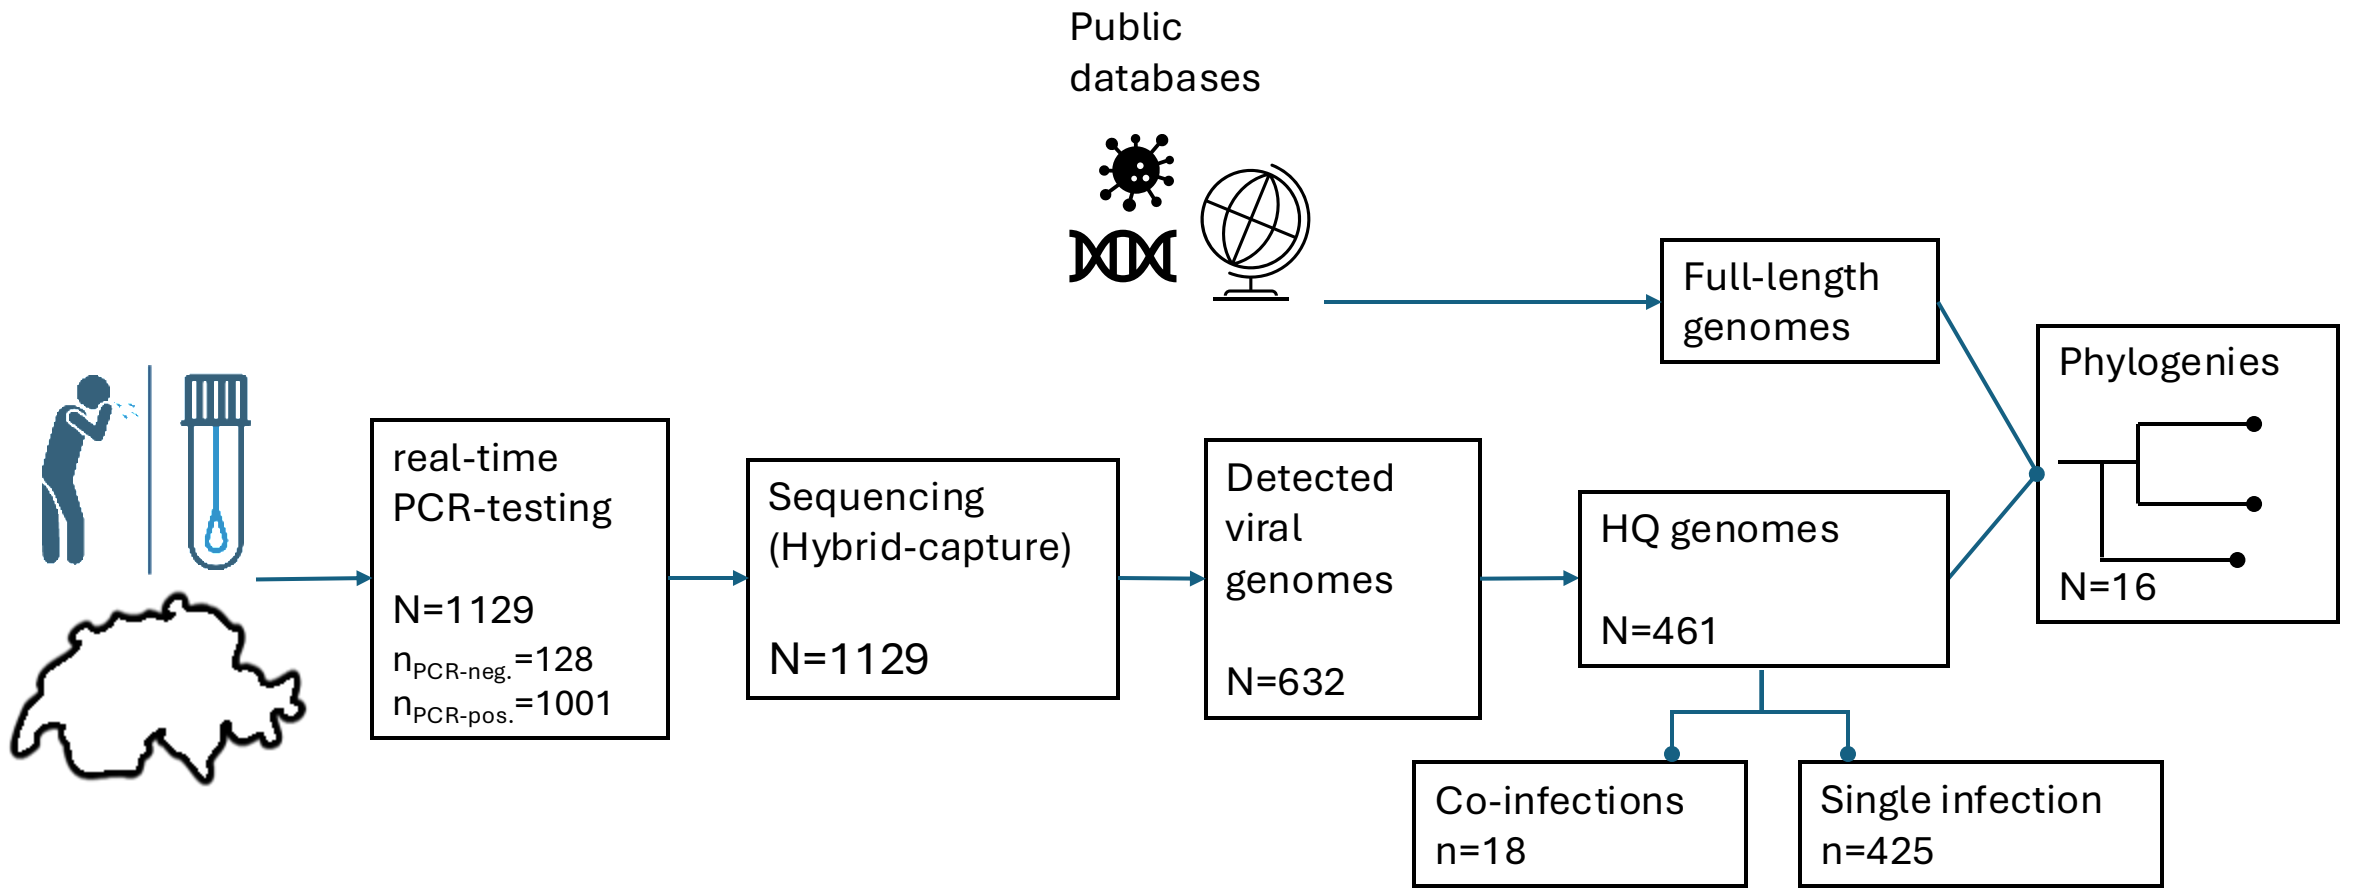 Public
databases
Full-length
genomes
Phylogenies
N=16
real-time
PCR-testing
N=1129
nPCR-neg.=128
nPCR-pos.=1001
Sequencing
(Hybrid-capture)
N=1129
Detected
viral
genomes
N=632
HQ genomes
N=461
Co-infections
n=18
Single infection
n=425